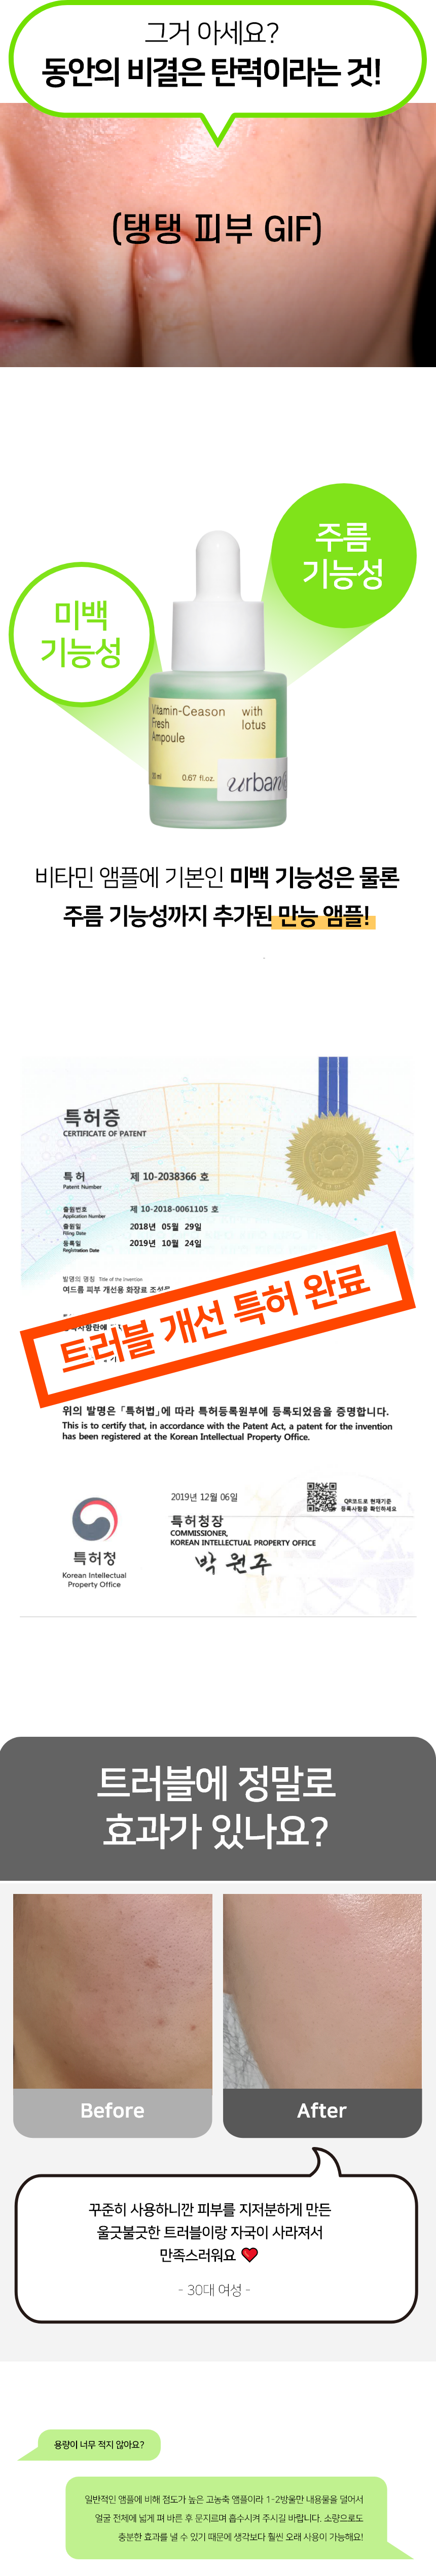 그거 아세요?
동안의 비결은 탄력이라는 것!
(탱탱 피부 GIF)
주름
기능성
미백
기능성
Vitamin-Ceason with
Fresh lotus
Ampoule
0.67 fl.oz.
비타민 앰플에 기본인 미백 기능성은 물론
주름 기능성까지 추가된 만능 앰플!
특허증
CERTIFICATE OF PATENT
특허 제 10-2038366 호
Patent Number
출원번호 제 10-2018-0061105 호
Application Number
출원일 2018년 05월 29일
Filing Date
등록일 2019년 10월 24일
Registration Date
발명의 명칭 Title of the Invention
여드름 피부 개선용 화장료 조성물
트러블 개선 특허 완료
위의 발명은 「특허법」에 따라 특허등록원부에 등록되었음을 증명합니다.
This is to certify that, in accordance with the Patent Act, a patent for the invention
has been registered at the Korean Intellectual Property Office.
2019년 12월 06일
QR코드로 현재기준
등록사항을 확인하세요
특허청장
COMMISSIONER,
KOREAN INTELLECTUAL PROPERTY OFFICE
박원주
특허청
Korean Intellectual
Property Office
트러블에 정말로
효과가 있나요?
Before
After
꾸준히 사용하니깐 피부를 지저분하게 만든
울긋불긋한 트러블이랑 자국이 사라져서
만족스러워요
- 30대 여성 -
용량이 너무 적지 않아요?
일반적인 앰플에 비해 점도가 높은 고농축 앰플이라 1-2방울만 내용물을 덜어서
얼굴 전체에 넓게 펴 바른 후 문지르며 흡수시켜 주시길 바랍니다. 소량으로도
충분한 효과를 낼 수 있기 때문에 생각보다 훨씬 오래 사용이 가능해요!